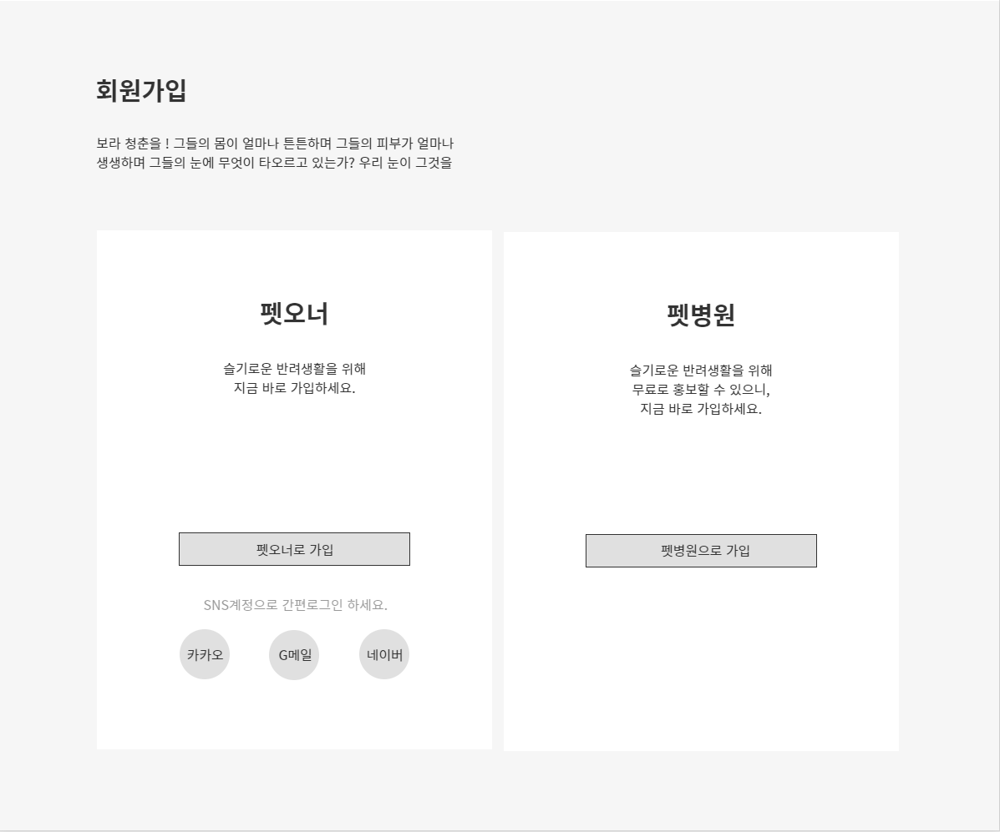 회원가입
보라 청춘을 ! 그들의 몸이 얼마나 튼튼하며 그들의 피부가 얼마나
생생하며 그들의 눈에 무엇이 타오르고 있는가? 우리 눈이 그것을
펫오너
슬기로운 반려생활을 위해
지금 바로 가입하세요.
펫오너로 가입
SNS계정으로 간편로그인 하세요.
카카오
G메일
네이버
펫병원
슬기로운 반려생활을 위해
무료로 홍보할 수 있으니,
지금 바로 가입하세요.
펫병원으로 가입